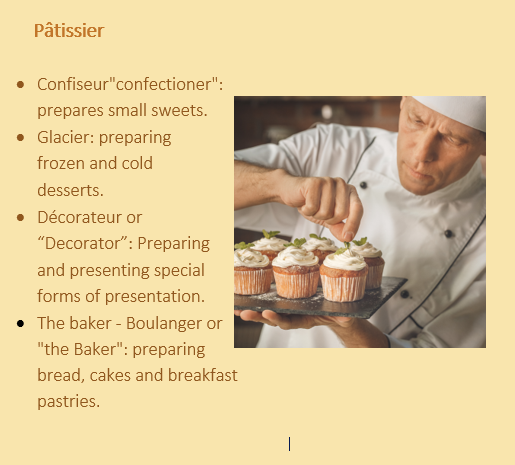 Pâtissier
• Confiseur"confectioner":
prepares small sweets.
• Glacier: preparing
frozen and cold
desserts.
• Décorateur or
“Decorator”: Preparing
and presenting special
forms of presentation.
• The baker - Boulanger or
"the Baker": preparing
bread, cakes and breakfast
pastries.